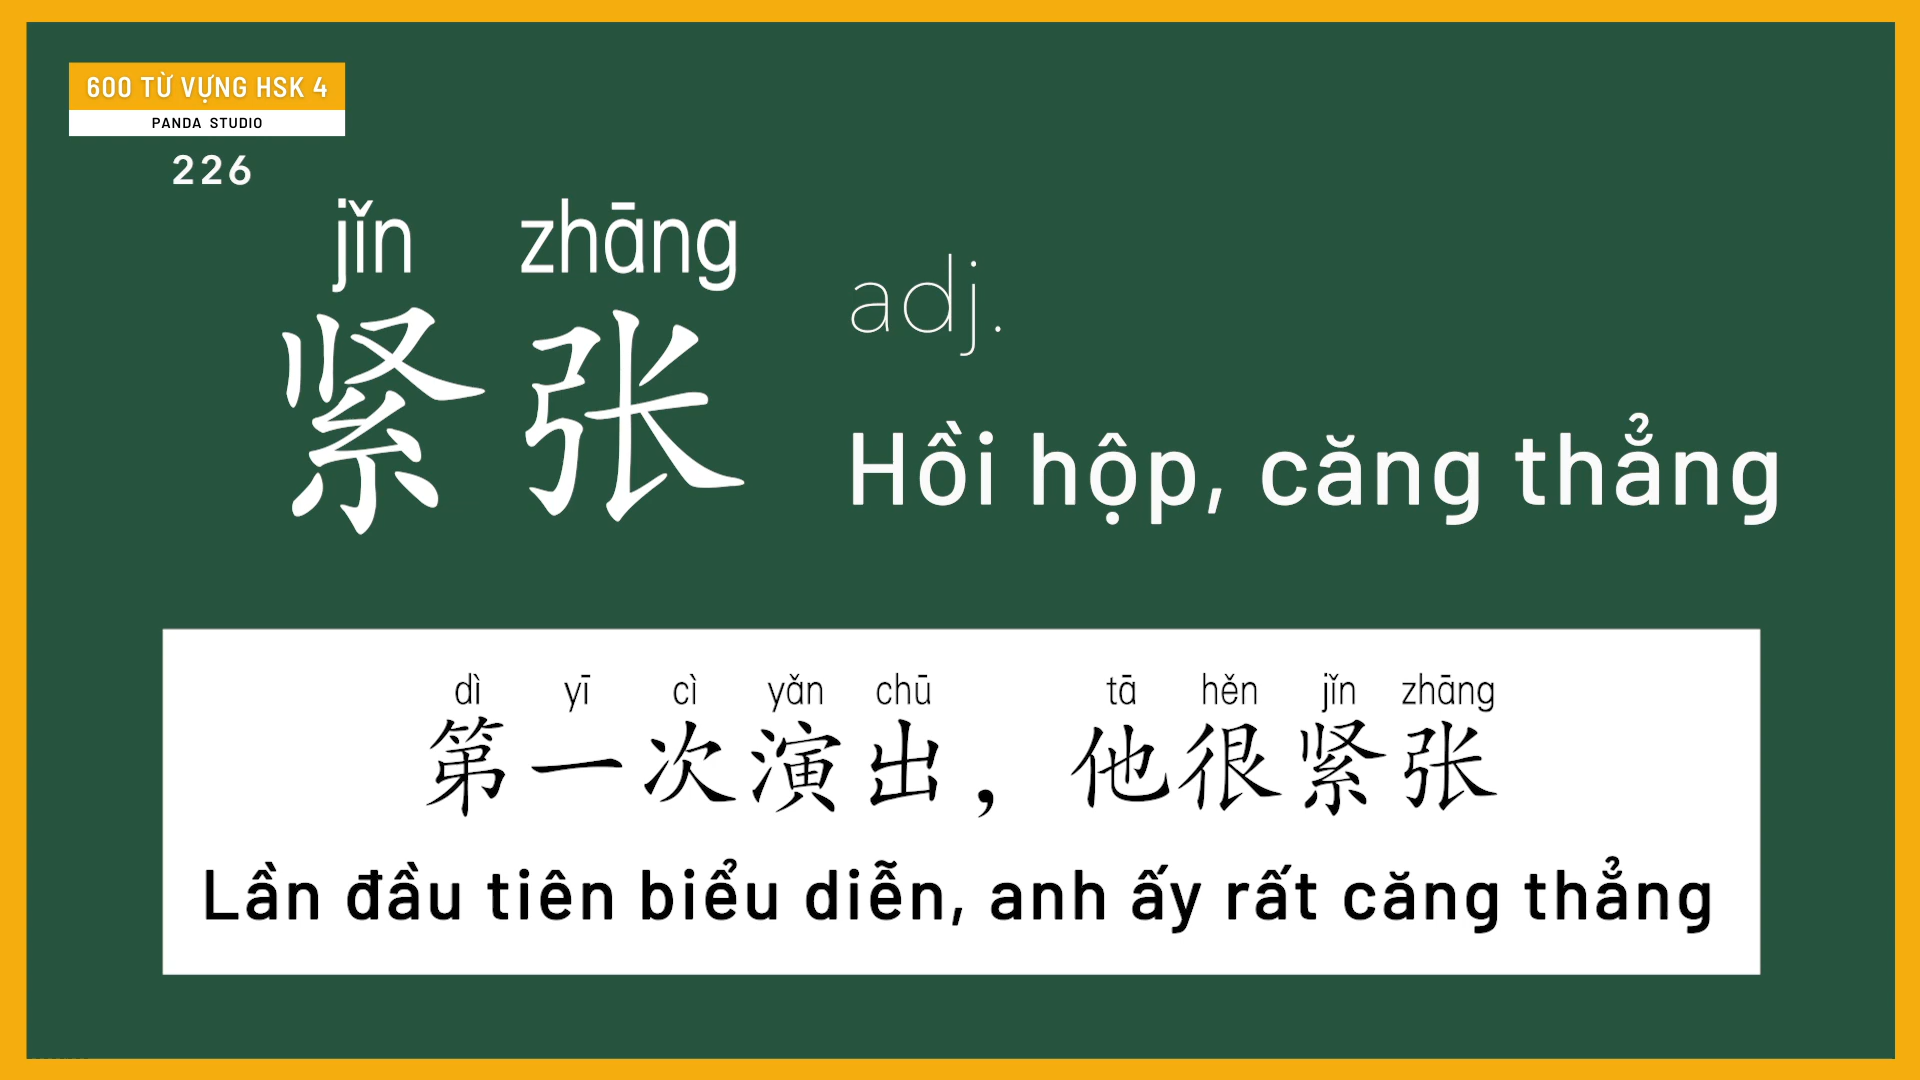 600 TỪ VỰNG HSK 4
PANDA STUDIO
226
jǐn zhāng
紧张
adj.
Hồi hộp, căng thẳng
dì yī cì yǎn chū tā hěn jǐn zhāng
第一次演出，他很紧张
Lần đầu tiên biểu diễn, anh ấy rất căng thẳng